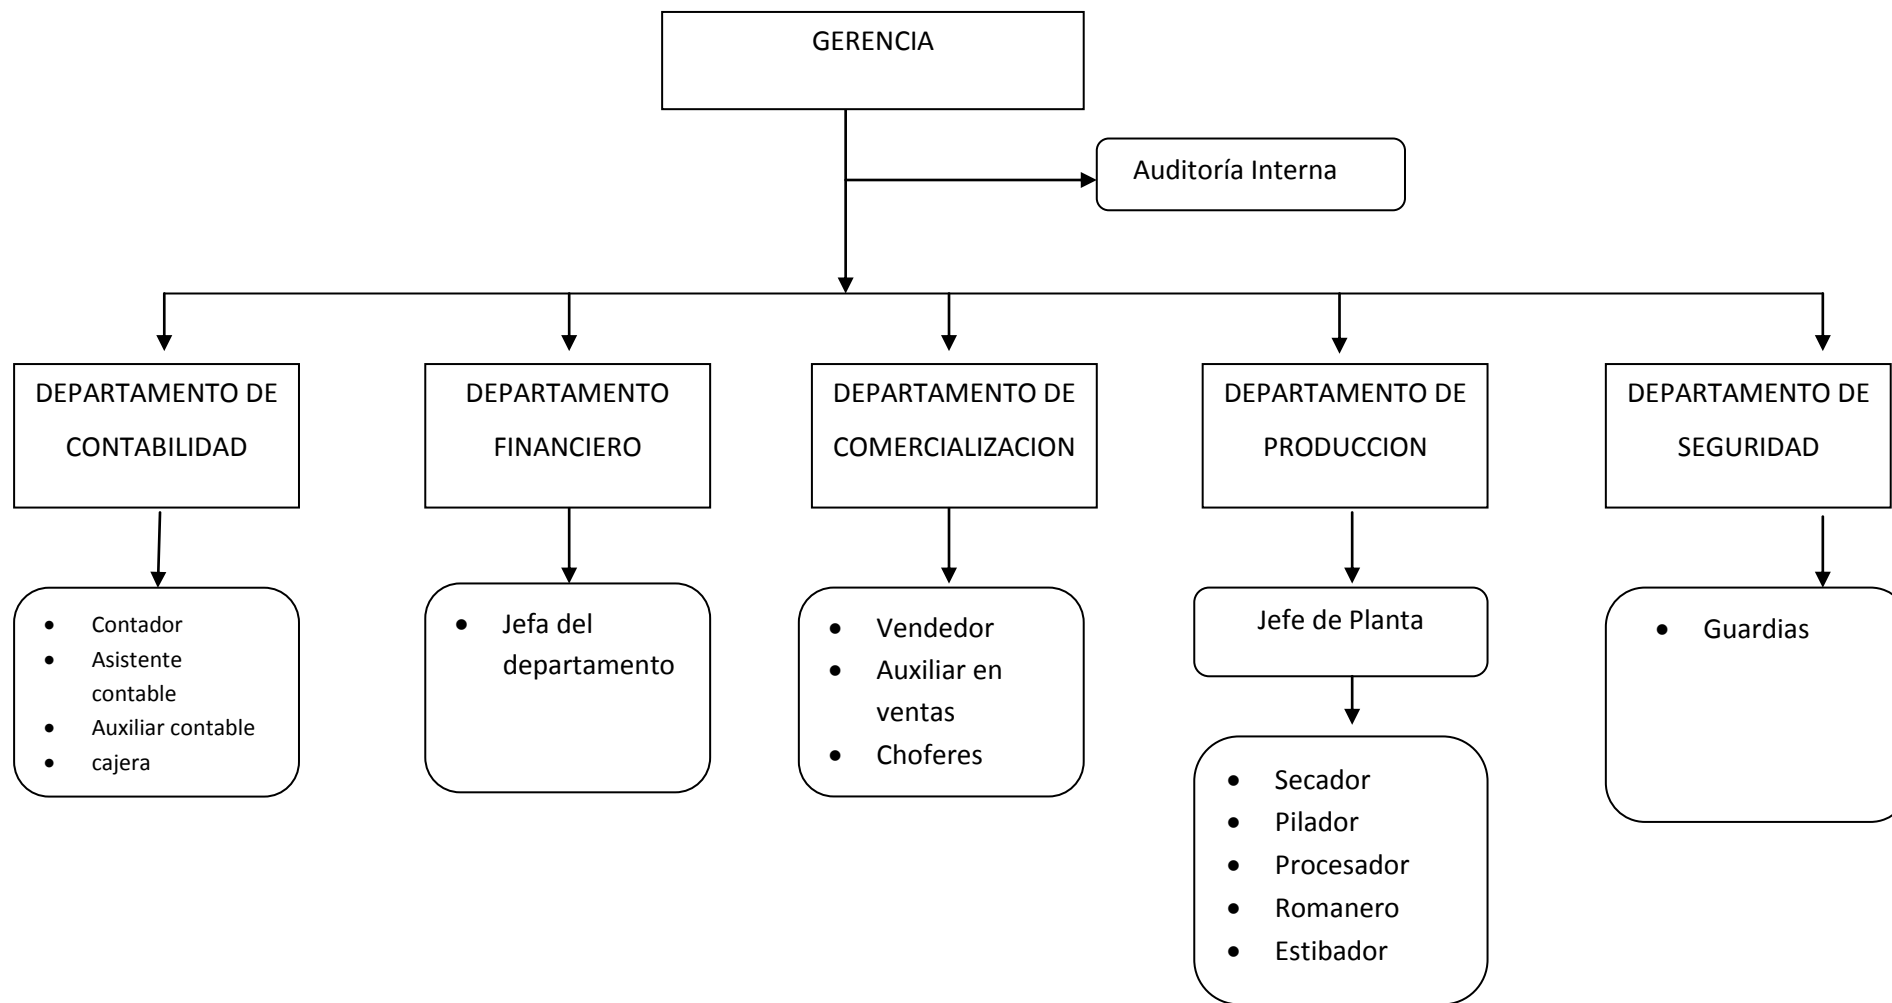 GERENCIA
Auditoría Interna
DEPARTAMENTO DE
CONTABILIDAD
DEPARTAMENTO
FINANCIERO
DEPARTAMENTO DE
COMERCIALIZACION
DEPARTAMENTO DE
PRODUCCION
DEPARTAMENTO DE
SEGURIDAD
• Contador
• Asistente
contable
• Auxiliar contable
• cajera
• Jefa del
departamento
• Vendedor
• Auxiliar en
ventas
• Choferes
Jefe de Planta
• Secador
• Pilador
• Procesador
• Romanero
• Estibador
• Guardias